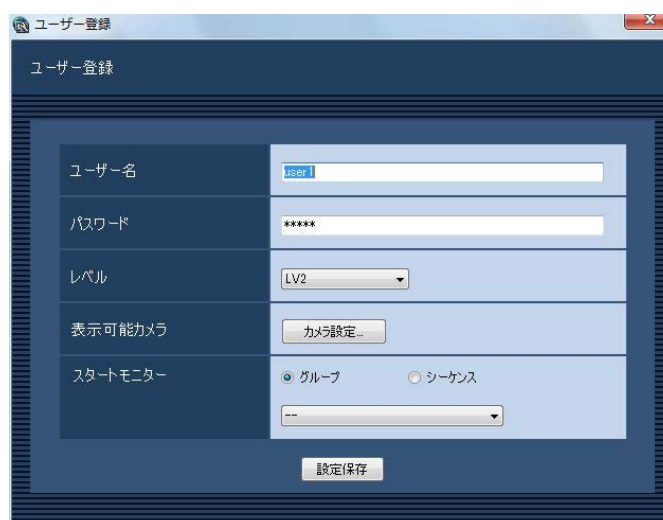 ユーザー登録
ユーザー登録
ユーザー名
user1
パスワード
*****
レベル
LV2
表示可能カメラ
カメラ設定...
スタートモニター
グループ
シーケンス
--
設定保存